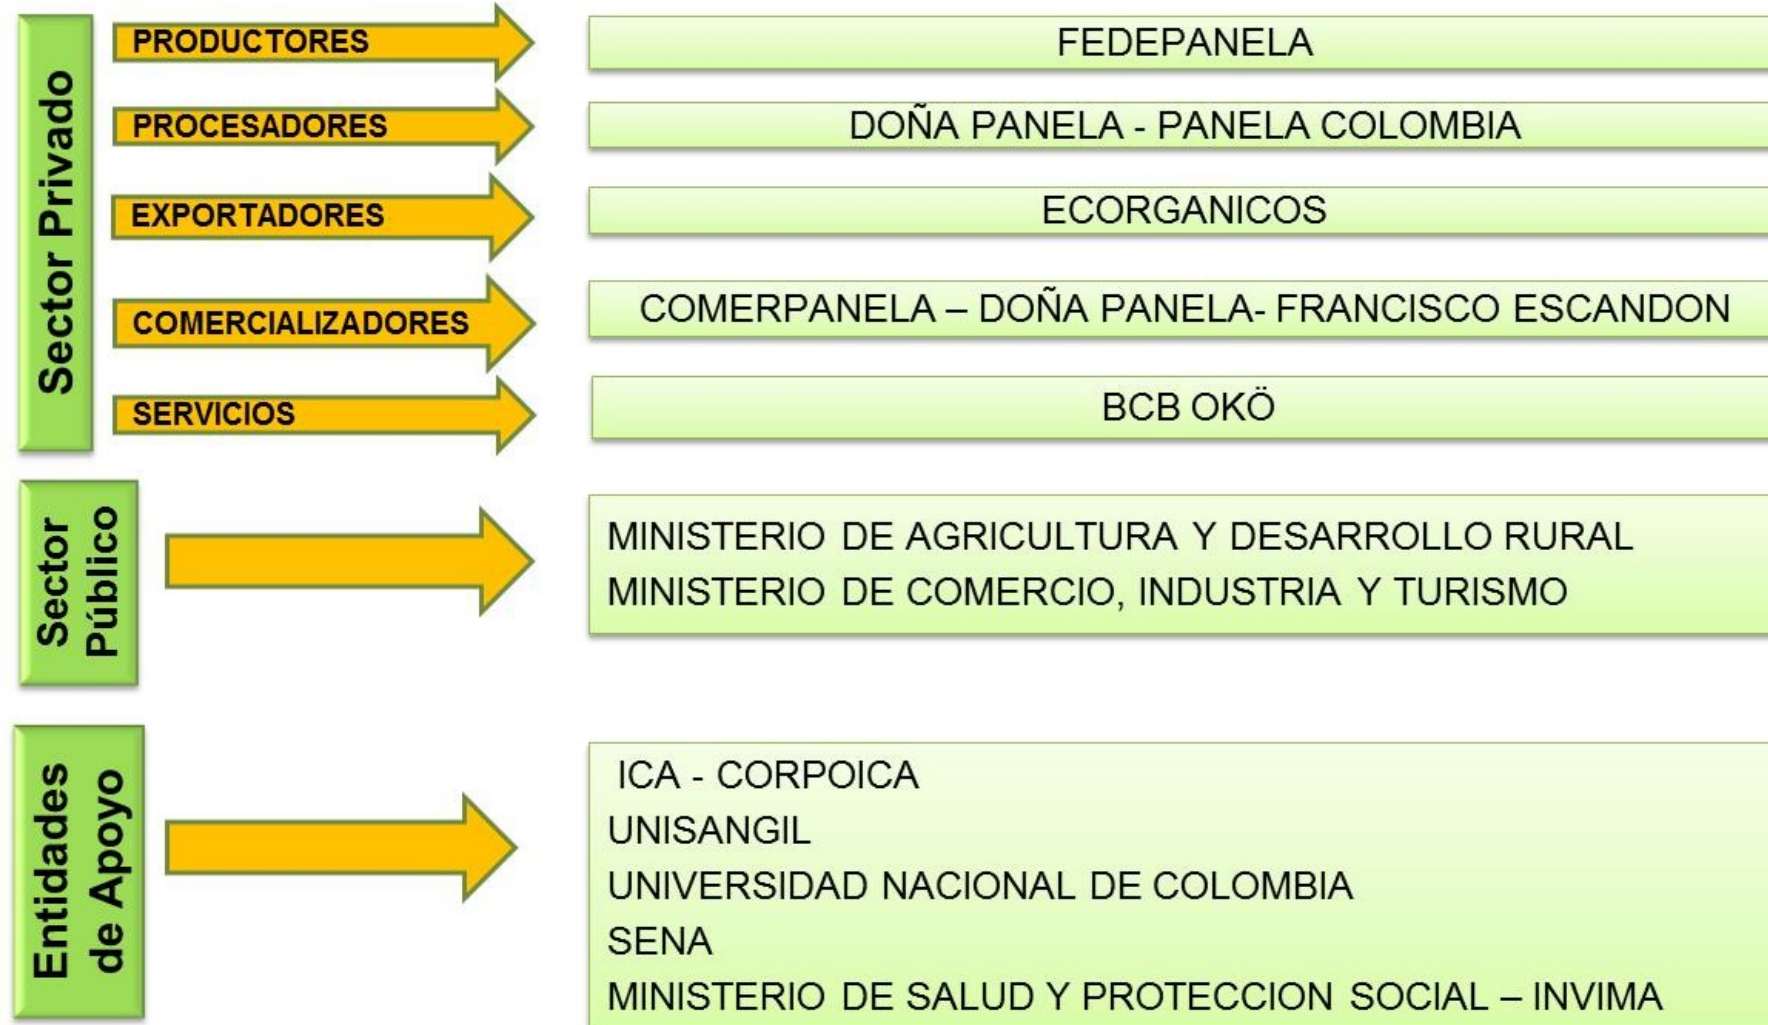 Sector Privado
PRODUCTORES
FEDEPANELA
PROCESADORES
DOÑA PANELA - PANELA COLOMBIA
EXPORTADORES
ECORGANICOS
COMERCIALIZADORES
COMERPANELA – DOÑA PANELA- FRANCISCO ESCANDON
SERVICIOS
BCB OKÖ
Sector
Público
MINISTERIO DE AGRICULTURA Y DESARROLLO RURAL
MINISTERIO DE COMERCIO, INDUSTRIA Y TURISMO
Entidades
de Apoyo
ICA - CORPOICA
UNISANGIL
UNIVERSIDAD NACIONAL DE COLOMBIA
SENA
MINISTERIO DE SALUD Y PROTECCION SOCIAL – INVIMA